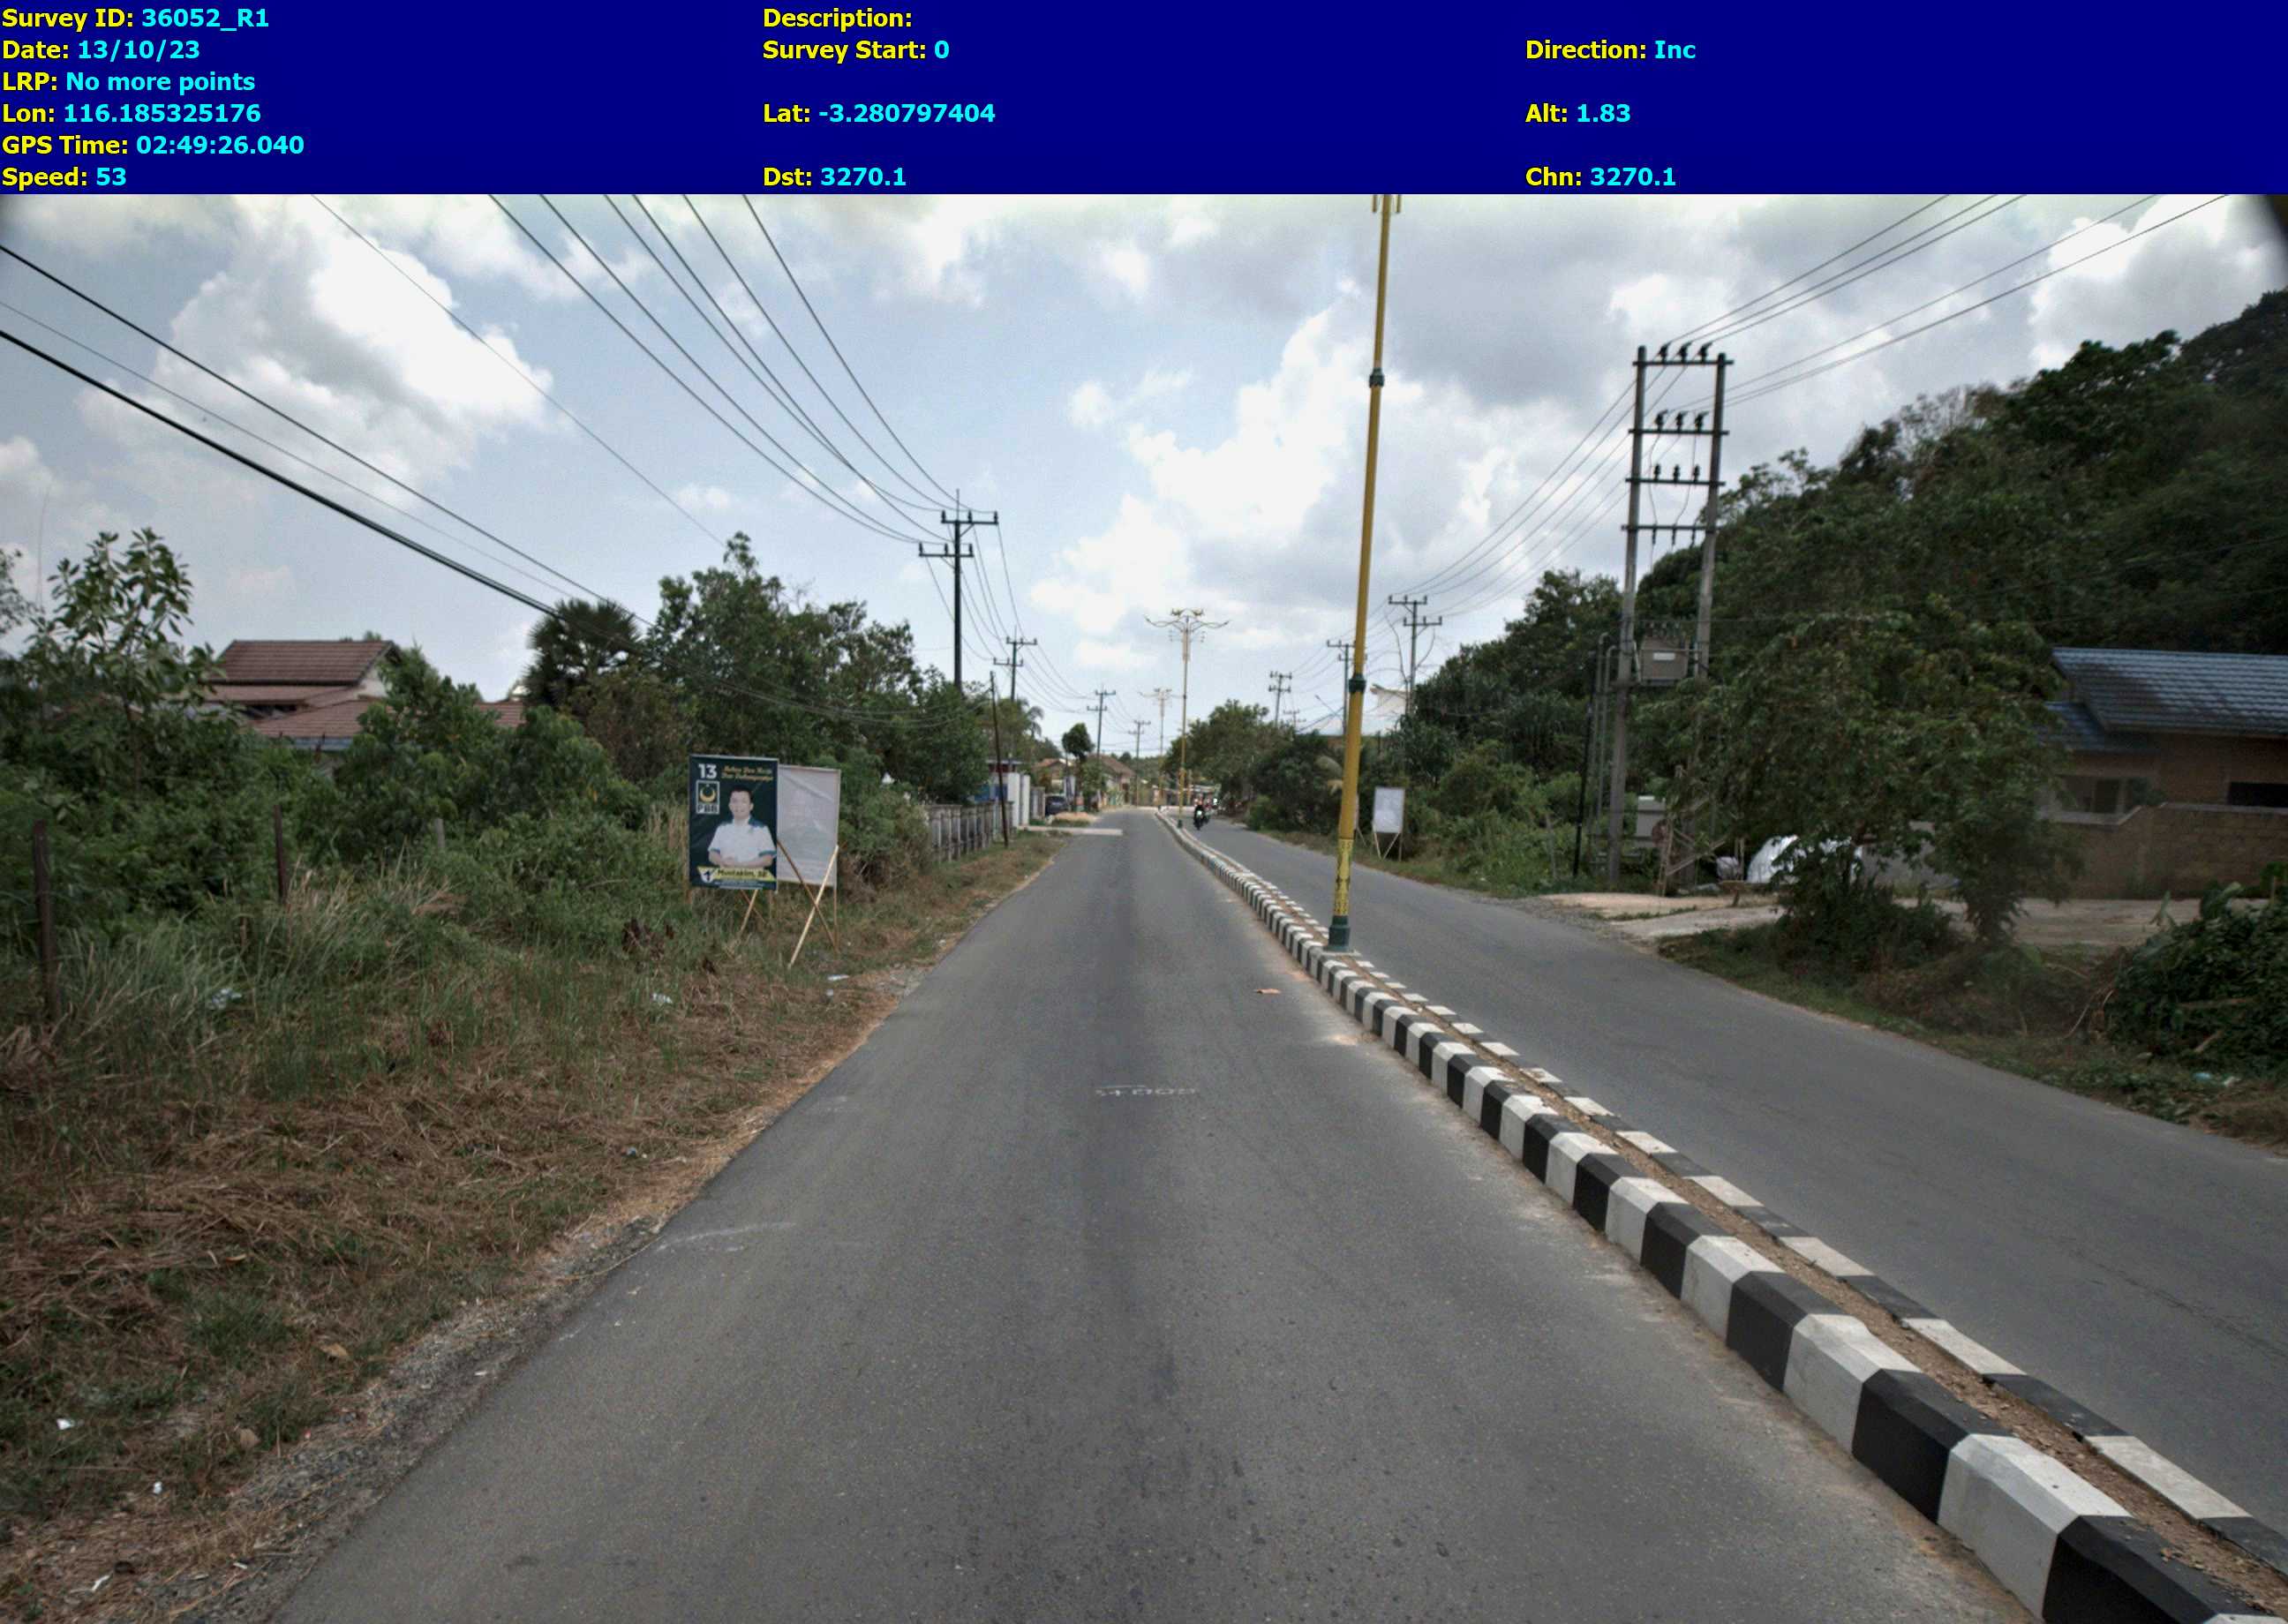 Survey ID: 36052_R1
Description:
Date: 13/10/23
Survey Start: 0
Direction: Inc
LRP: No more points
Lon: 116.185325176
Lat: -3.280797404
Alt: 1.83
GPS Time: 02:49:26.040
Speed: 53
Dst: 3270.1
Chn: 3270.1
13
PBB
1